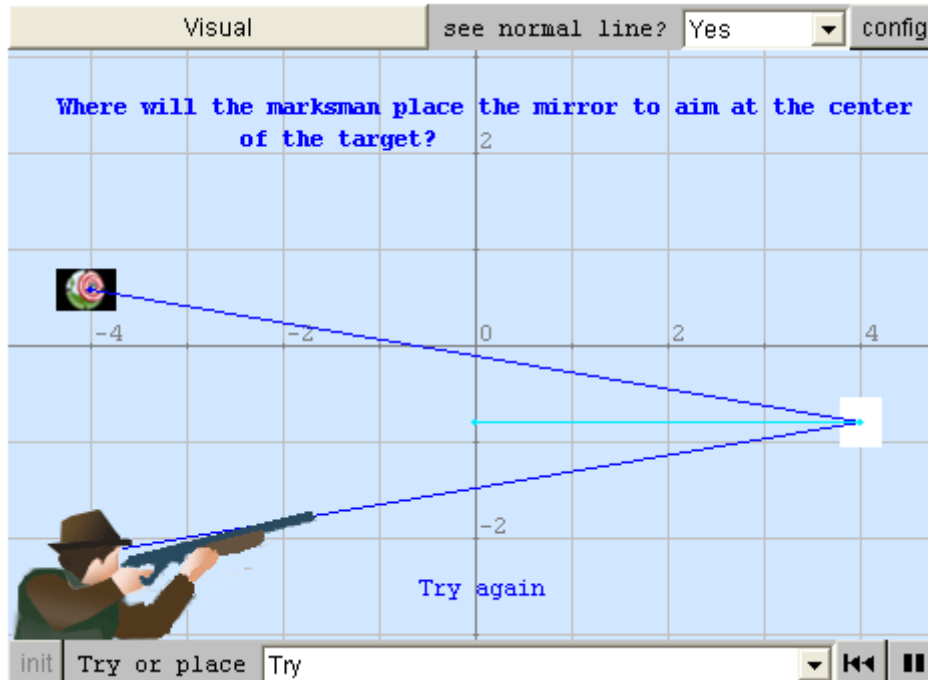 Visual see normal line? Yes config
Where will the marksman place the mirror to aim at the center
of the target?
2
-4 -2 0 2 4
-2
Try again
init Try or place Try